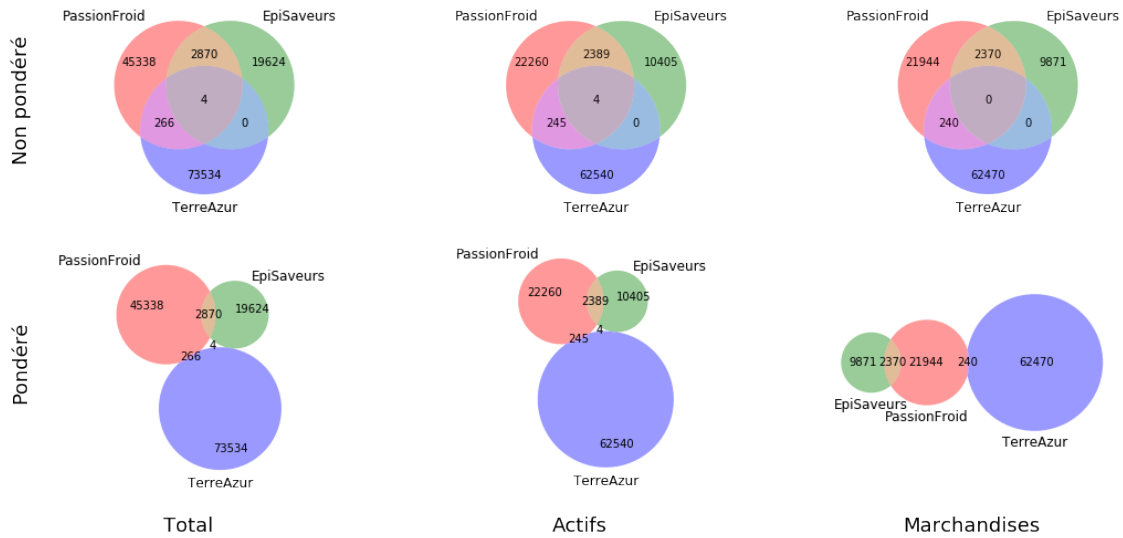 Non pondéré
PassionFroid
EpiSaveurs
45338
2870
19624
4
266
0
73534
TerreAzur
PassionFroid
EpiSaveurs
22260
2389
10405
4
245
0
62540
TerreAzur
PassionFroid
EpiSaveurs
21944
2370
9871
0
240
0
62470
TerreAzur
Pondéré
PassionFroid
EpiSaveurs
45338
2870
19624
4
266
73534
TerreAzur
PassionFroid
EpiSaveurs
22260
2389
10405
4
245
62540
TerreAzur
9871
2370
21944
240
62470
EpiSaveurs
PassionFroid
TerreAzur
Total
Actifs
Marchandises